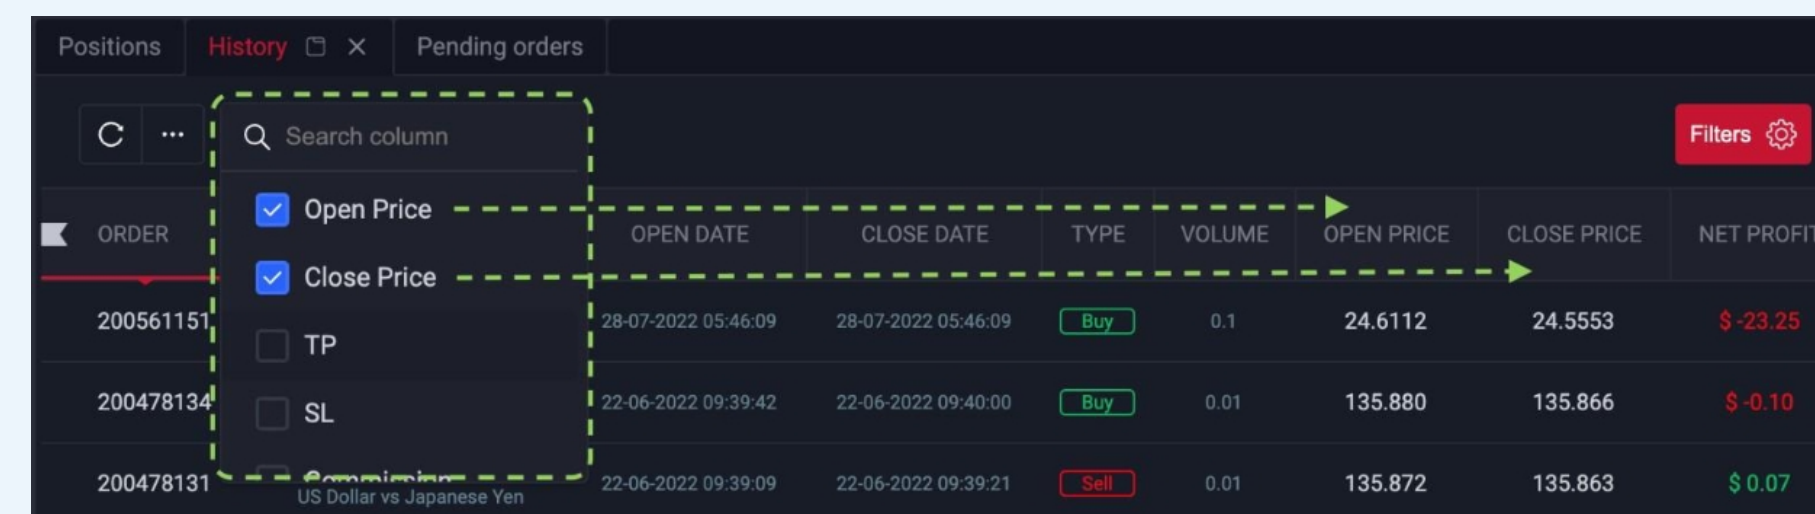 Positions History Pending orders
Search column
Filters
Open Price
ORDER OPEN DATE CLOSE DATE TYPE VOLUME OPEN PRICE CLOSE PRICE NET PROFIT
Close Price
200561151 28-07-2022 05:46:09 28-07-2022 05:46:09 Buy 0.1 24.6112 24.5553 $ -23.25
TP
200478134 22-06-2022 09:39:42 22-06-2022 09:40:00 Buy 0.01 135.880 135.866 $ -0.10
SL
Commission
200478131 22-06-2022 09:39:09 22-06-2022 09:39:21 Sell 0.01 135.872 135.863 $ 0.07
US Dollar vs Japanese Yen